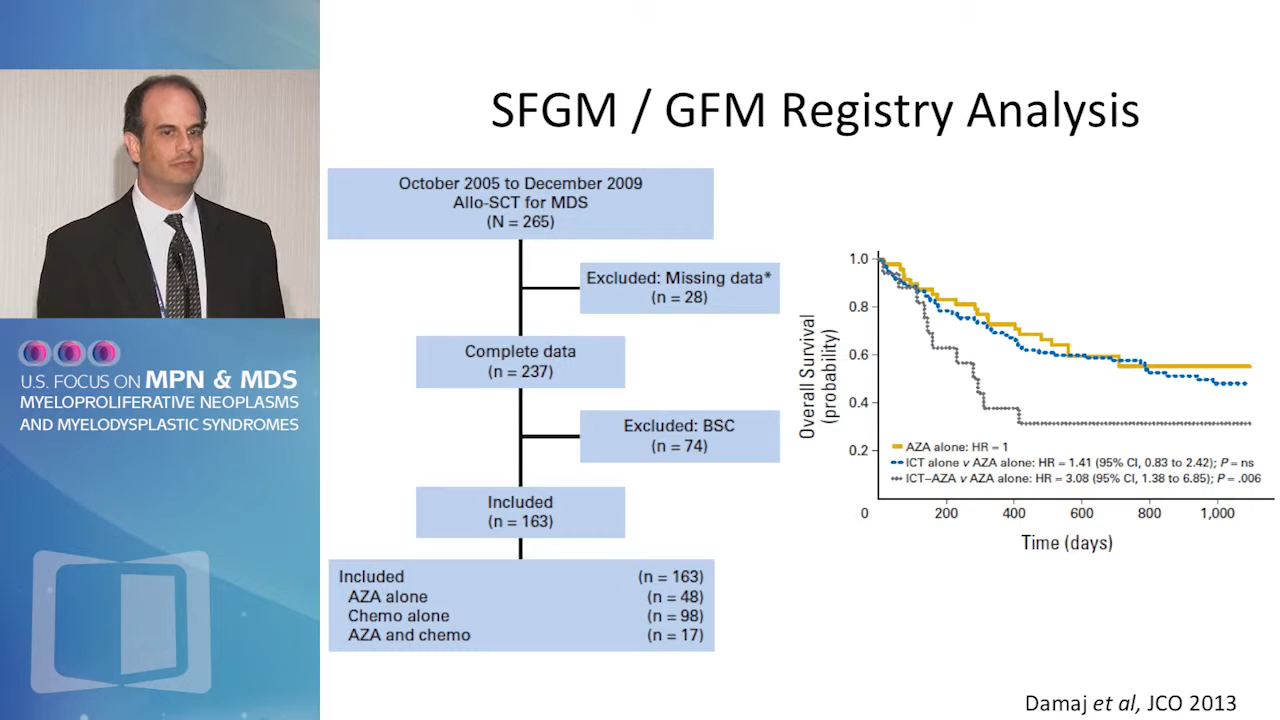 SFGM / GFM Registry Analysis
October 2005 to December 2009
Allo-SCT for MDS
(N = 265)
Excluded: Missing data*
(n = 28)
Complete data
(n = 237)
Excluded: BSC
(n = 74)
Included
(n = 163)
Included (n = 163)
AZA alone (n = 48)
Chemo alone (n = 98)
AZA and chemo (n = 17)
Overall Survival
(probability)
1.0
0.8
0.6
0.4
0.2
AZA alone: HR = 1
ICT alone v AZA alone: HR = 1.41 (95% CI, 0.83 to 2.42); P = ns
ICT–AZA v AZA alone: HR = 3.08 (95% CI, 1.38 to 6.85); P = .006
0 200 400 600 800 1,000
Time (days)
Damaj et al, JCO 2013
U.S. FOCUS ON MPN & MDS
MYELOPROLIFERATIVE NEOPLASMS
AND MYELODYSPLASTIC SYNDROMES